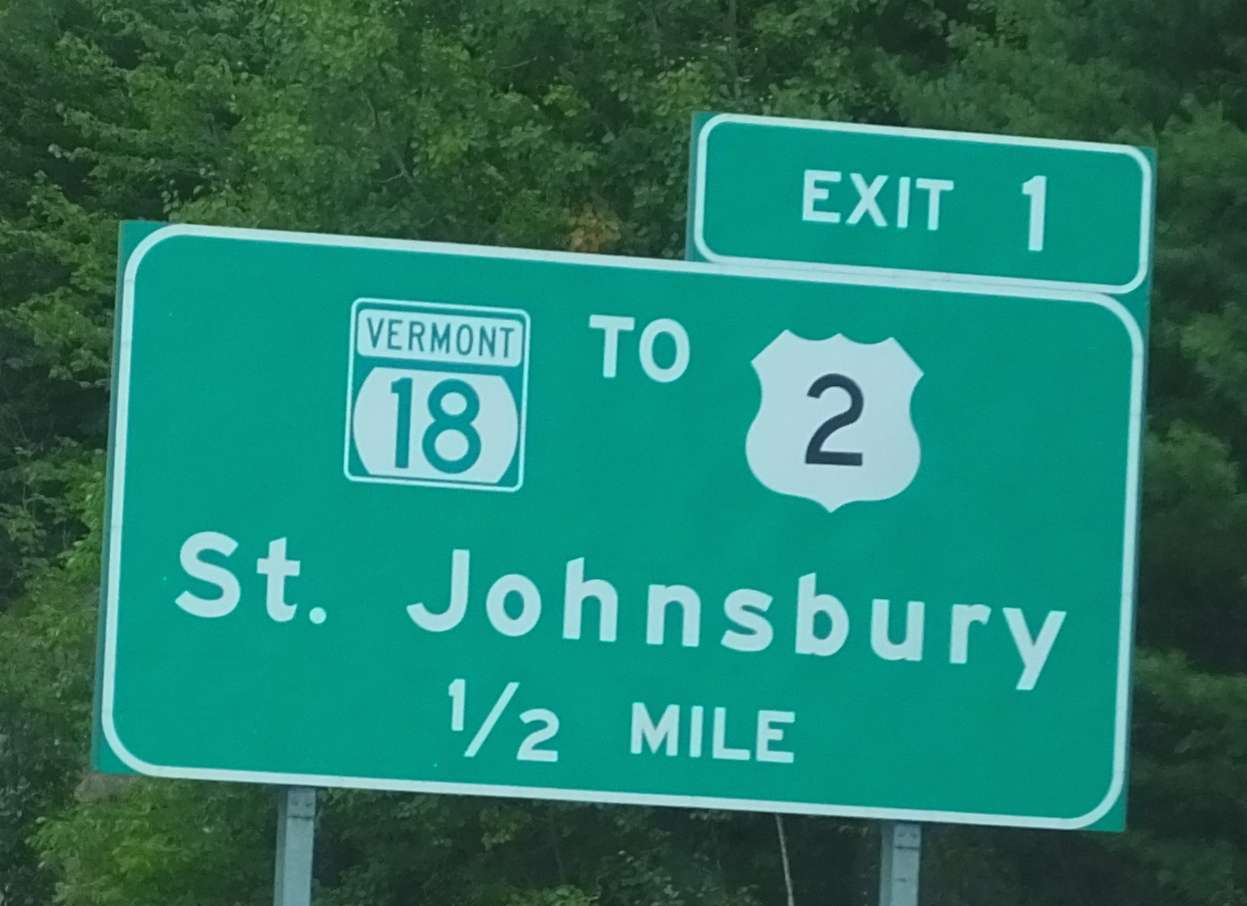 EXIT 1
VERMONT
18
TO
2
St. Johnsbury
1/2 MILE